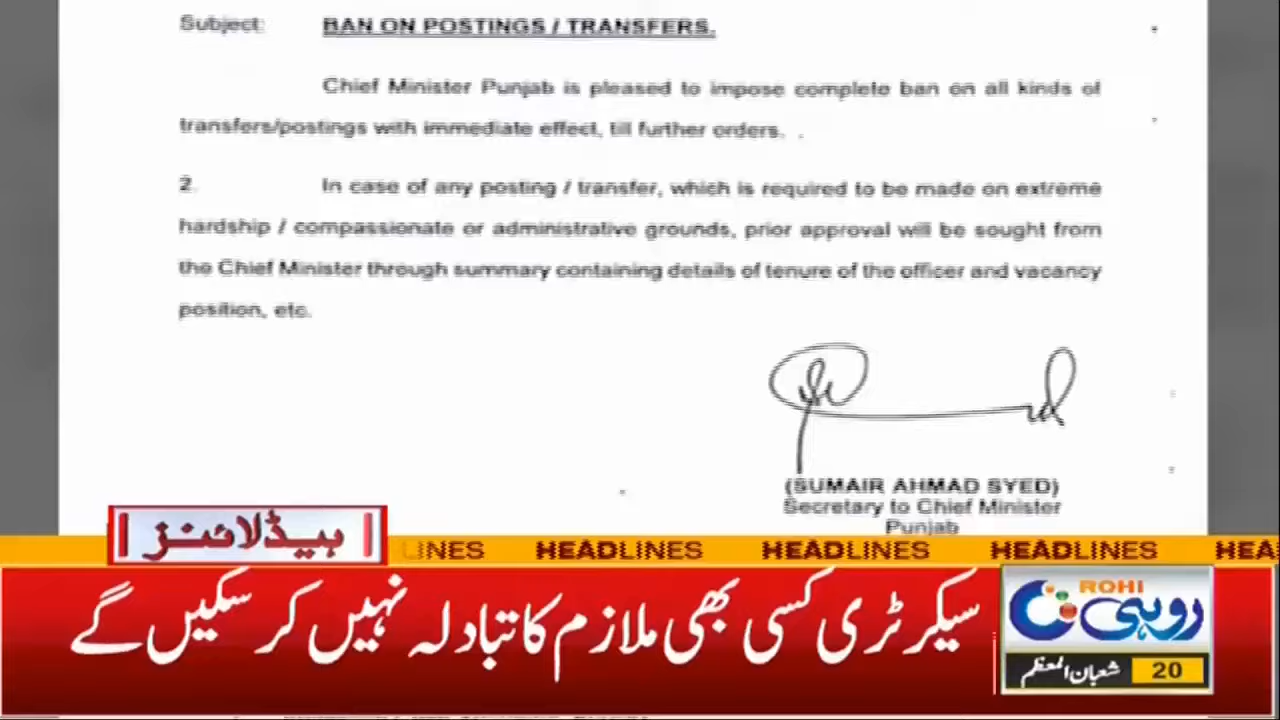 Subject: BAN ON POSTINGS / TRANSFERS.
Chief Minister Punjab is pleased to impose complete ban on all kinds of
transfers/postings with immediate effect, till further orders.
2. In case of any posting / transfer, which is required to be made on extreme
hardship / compassionate or administrative grounds, prior approval will be sought from
the Chief Minister through summary containing details of tenure of the officer and vacancy
position, etc.
(SUMAIR AHMAD SYED)
Secretary to Chief Minister
Punjab
ہیڈلائنز
LINES HEADLINES HEADLINES HEADLINES HEA
سیکرٹری کسی بھی ملازم کا تبادلہ نہیں کر سکیں گے
ROHI
روہی
شعبان المعظم 20